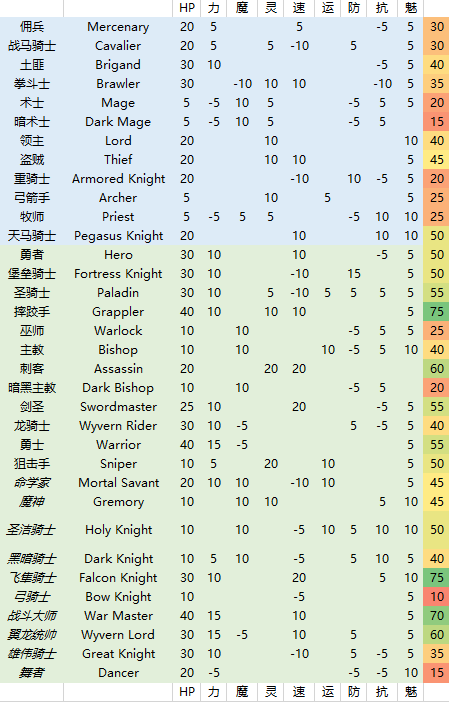 HP 力 魔 灵 速 运 防 抗 魅
佣兵 Mercenary 20 5 5 -5 5 30
战马骑士 Cavalier 20 5 5 -10 5 5 30
土匪 Brigand 30 10 -5 5 40
拳斗士 Brawler 30 -10 10 10 -10 5 35
术士 Mage 5 -5 10 5 -5 5 5 20
暗术士 Dark Mage 5 -5 10 5 -5 5 15
领主 Lord 20 10 10 40
盗贼 Thief 20 10 10 5 45
重骑士 Armored Knight 20 -10 10 -5 5 20
弓箭手 Archer 5 10 5 5 25
牧师 Priest 5 -5 5 5 -5 10 10 25
天马骑士 Pegasus Knight 20 10 10 10 50
勇者 Hero 30 10 10 -5 5 50
堡垒骑士 Fortress Knight 30 10 -10 15 5 50
圣骑士 Paladin 30 10 5 -10 5 5 5 5 55
摔跤手 Grappler 40 10 10 10 5 75
巫师 Warlock 10 10 -5 5 5 25
主教 Bishop 10 10 10 -5 5 10 40
刺客 Assassin 20 20 20 60
暗黑主教 Dark Bishop 10 10 -5 5 20
剑圣 Swordmaster 25 10 20 -5 5 55
龙骑士 Wyvern Rider 30 10 -5 5 -5 5 40
勇士 Warrior 40 15 -5 5 55
狙击手 Sniper 10 5 20 10 5 50
命学家 Mortal Savant 20 10 10 -10 10 5 45
魔神 Gremory 10 10 10 5 10 45
圣洁骑士 Holy Knight 10 10 -5 10 5 10 10 50
黑暗骑士 Dark Knight 10 5 10 -5 5 10 5 40
飞隼骑士 Falcon Knight 30 10 20 5 10 75
弓骑士 Bow Knight 10 -5 5 10
战斗大师 War Master 40 15 10 5 70
翼龙统帅 Wyvern Lord 30 15 -5 10 5 5 60
雄伟骑士 Great Knight 30 10 -10 5 -5 5 35
舞者 Dancer 20 -5 -5 -5 10 15
HP 力 魔 灵 速 运 防 抗 魅